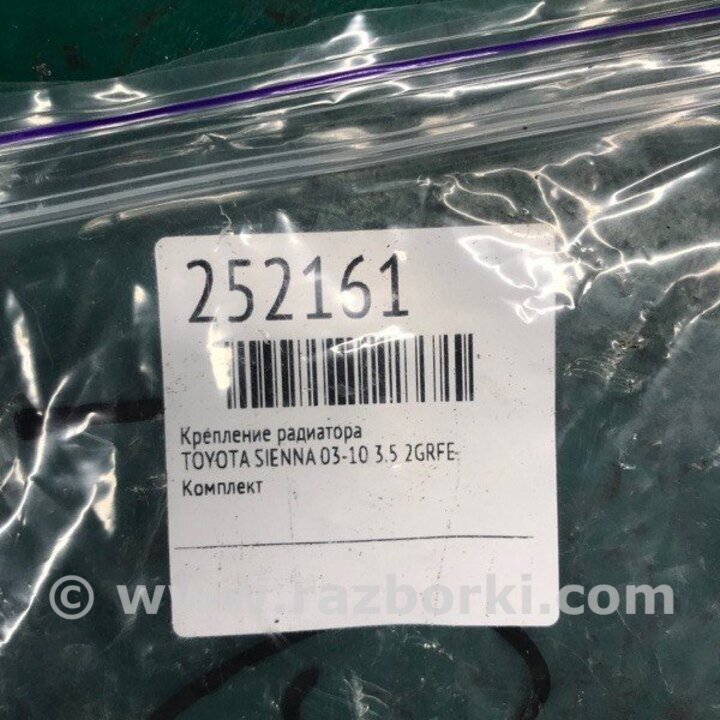 252161
Крепление радиатора
TOYOTA SIENNA 03-10 3.5 2GRFE
Комплект
© www.razborki.com